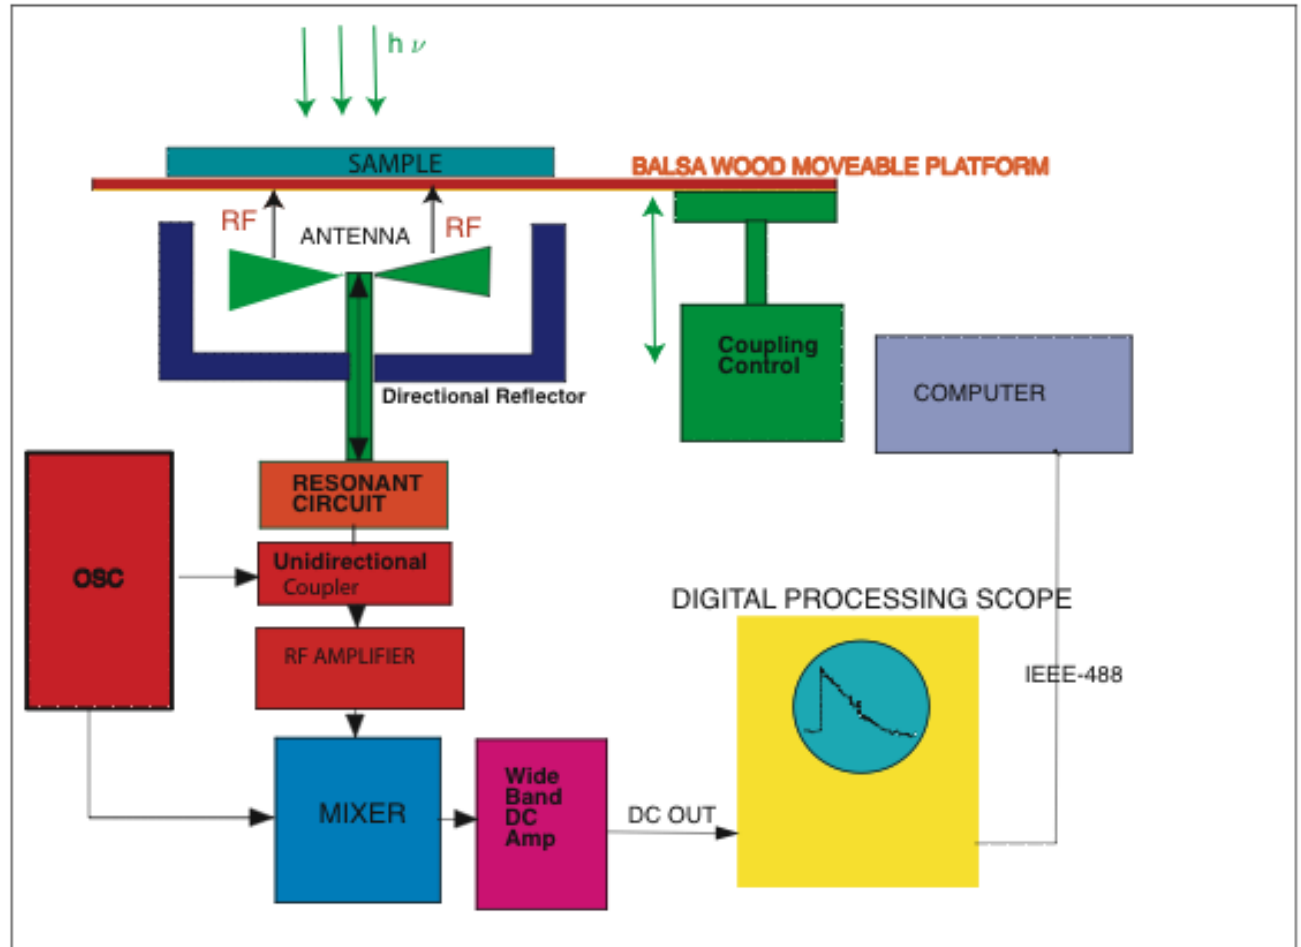 h ν
SAMPLE
BALSA WOOD MOVEABLE PLATFORM
RF
ANTENNA
RF
Coupling
Control
COMPUTER
Directional Reflector
RESONANT
CIRCUIT
OSC
Unidirectional
Coupler
DIGITAL PROCESSING SCOPE
RF AMPLIFIER
IEEE-488
MIXER
Wide
Band
DC
Amp
DC OUT